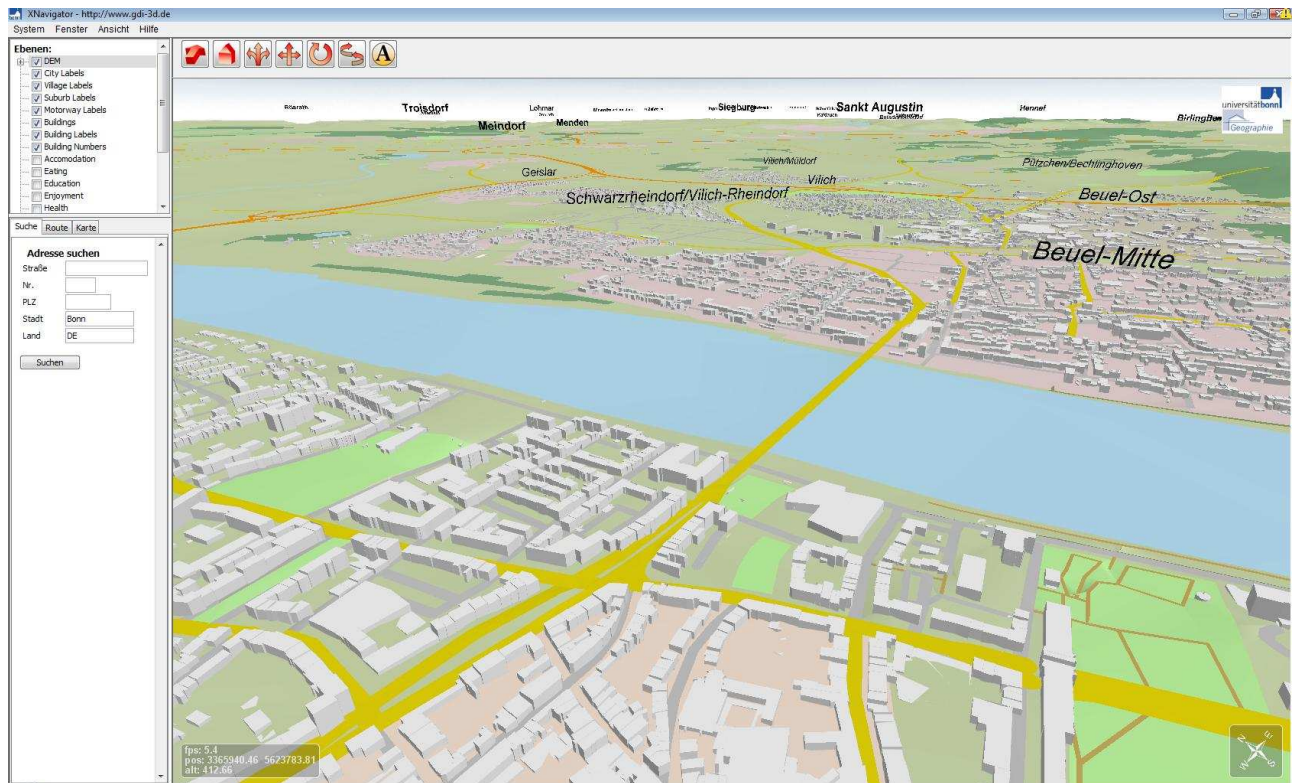 XNavigator - http://www.gdi-3d.de
System Fenster Ansicht Hilfe
Ebenen:
DEM
City Labels
Village Labels
Suburb Labels
Motorway Labels
Buildings
Building Labels
Building Numbers
Accomodation
Eating
Education
Enjoyment
Health
Suche Route Karte
Adresse suchen
Straße
Nr.
PLZ
Stadt Bonn
Land DE
Suchen
A
Troisdorf
Lohmar
Siegburg
Sankt Augustin
Hennef
universitätbonn
Geographie
Meindorf
Menden
Birlingho
Geislar
Vilich/Müldorf
Pützchen/Bechlinghoven
Vilich
Schwarzrheindorf/Vilich-Rheindorf
Beuel-Ost
Beuel-Mitte
fps: 5.4
pos: 3365940.46 5623783.81
alt: 412.66
N E
W S